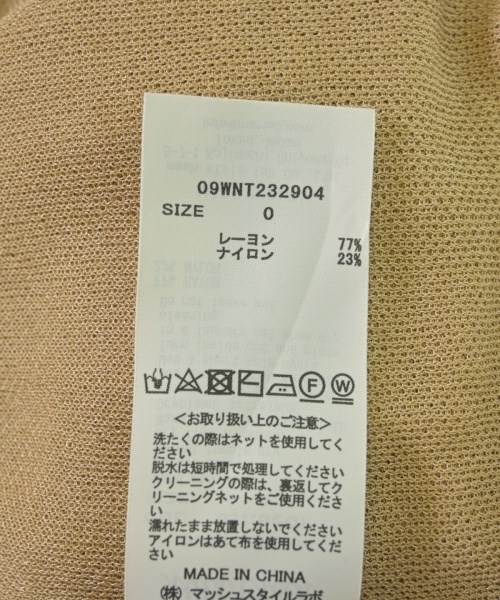 09WNT232904
SIZE 0
レーヨン 77%
ナイロン 23%
F W
<お取り扱い上のご注意>
洗たくの際はネットを使用してく
ださい
脱水は短時間で処理してください
クリーニングの際は、裏返してク
リーニングネットをご使用くださ
い
濡れたまま放置しないでください
アイロンはあて布を使用してくだ
さい
MADE IN CHINA
(株) マッシュスタイルラボ